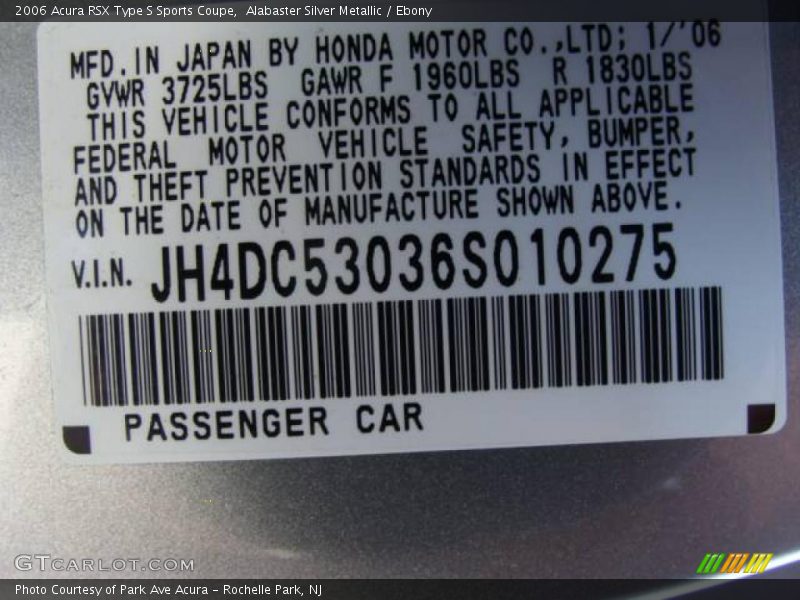 2006 Acura RSX Type S Sports Coupe,  Alabaster Silver Metallic / Ebony
MFD. IN JAPAN BY HONDA MOTOR CO.,LTD; 1/'06
GVWR 3725LBS GAWR F 1960LBS R 1830LBS
THIS VEHICLE CONFORMS TO ALL APPLICABLE
FEDERAL MOTOR VEHICLE SAFETY, BUMPER,
AND THEFT PREVENTION STANDARDS IN EFFECT
ON THE DATE OF MANUFACTURE SHOWN ABOVE.
V.I.N. JH4DC53036S010275
PASSENGER CAR
GTCARLOT.COM
Photo Courtesy of Park Ave Acura - Rochelle Park, NJ